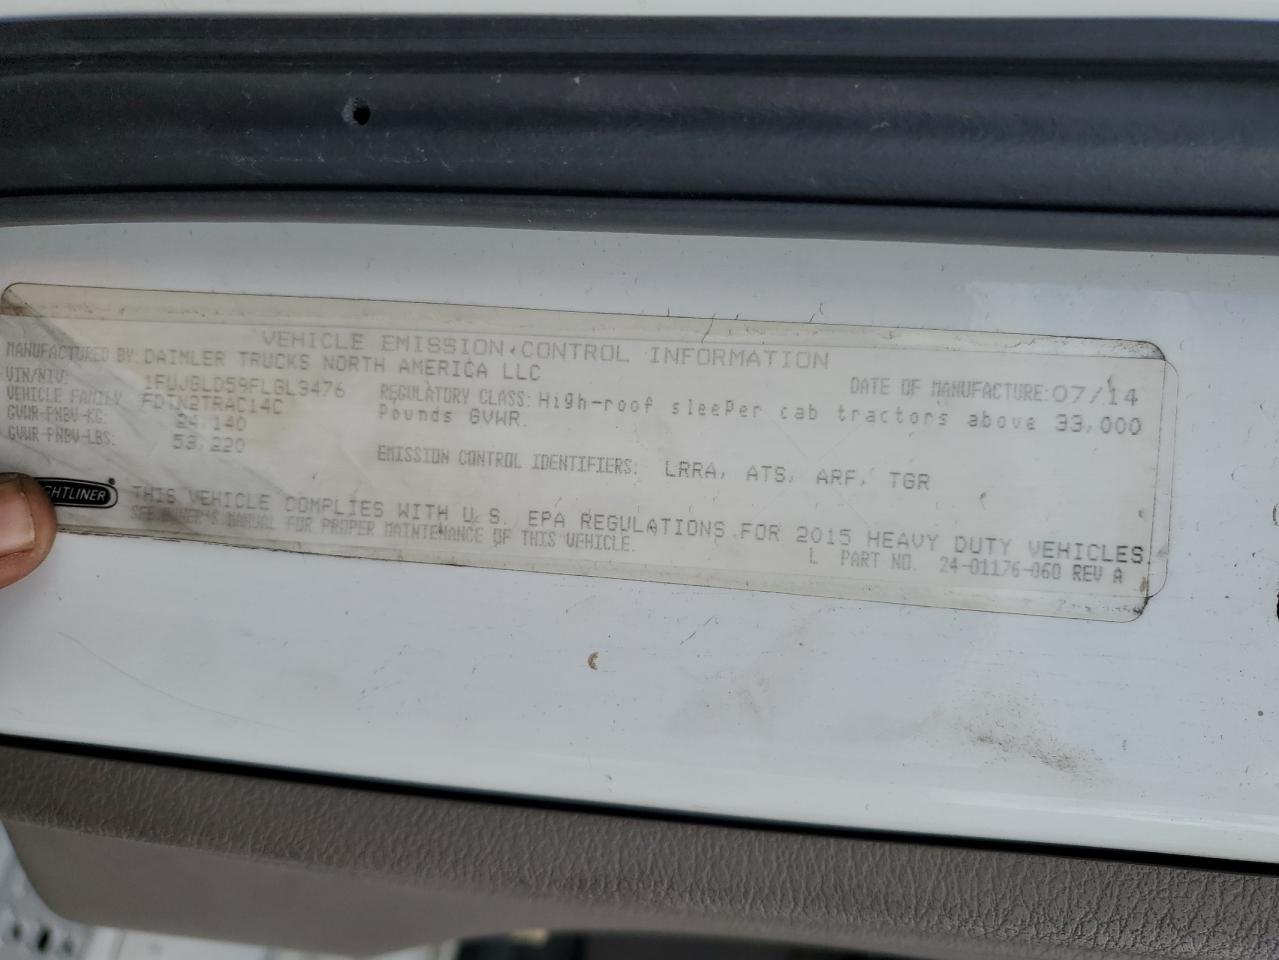 VEHICLE EMISSION CONTROL INFORMATION
MANUFACTURED BY: DAIMLER TRUCKS NORTH AMERICA LLC
DATE OF MANUFACTURE: 07/14
VIN/NIV: 1FUJGLD59FLGL3476
REGULATORY CLASS: High-roof sleeper cab tractors above 33,000
VEHICLE FAMILY: FDTN2TRAC14C
Pounds GVWR.
GVWR-PNBV-KG: 24,140
GVWR-PNBV-LBS: 53,220
EMISSION CONTROL IDENTIFIERS: LRRA, ATS, ARF, TGR
GHTLINER
THIS VEHICLE COMPLIES WITH U.S. EPA REGULATIONS FOR 2015 HEAVY DUTY VEHICLES.
SEE OWNER'S MANUAL FOR PROPER MAINTENANCE OF THIS VEHICLE.
L PART NO. 24-01176-060 REV A